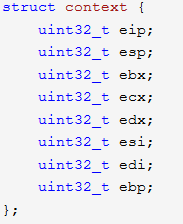 struct context {
    uint32_t eip;
    uint32_t esp;
    uint32_t ebx;
    uint32_t ecx;
    uint32_t edx;
    uint32_t esi;
    uint32_t edi;
    uint32_t ebp;
};